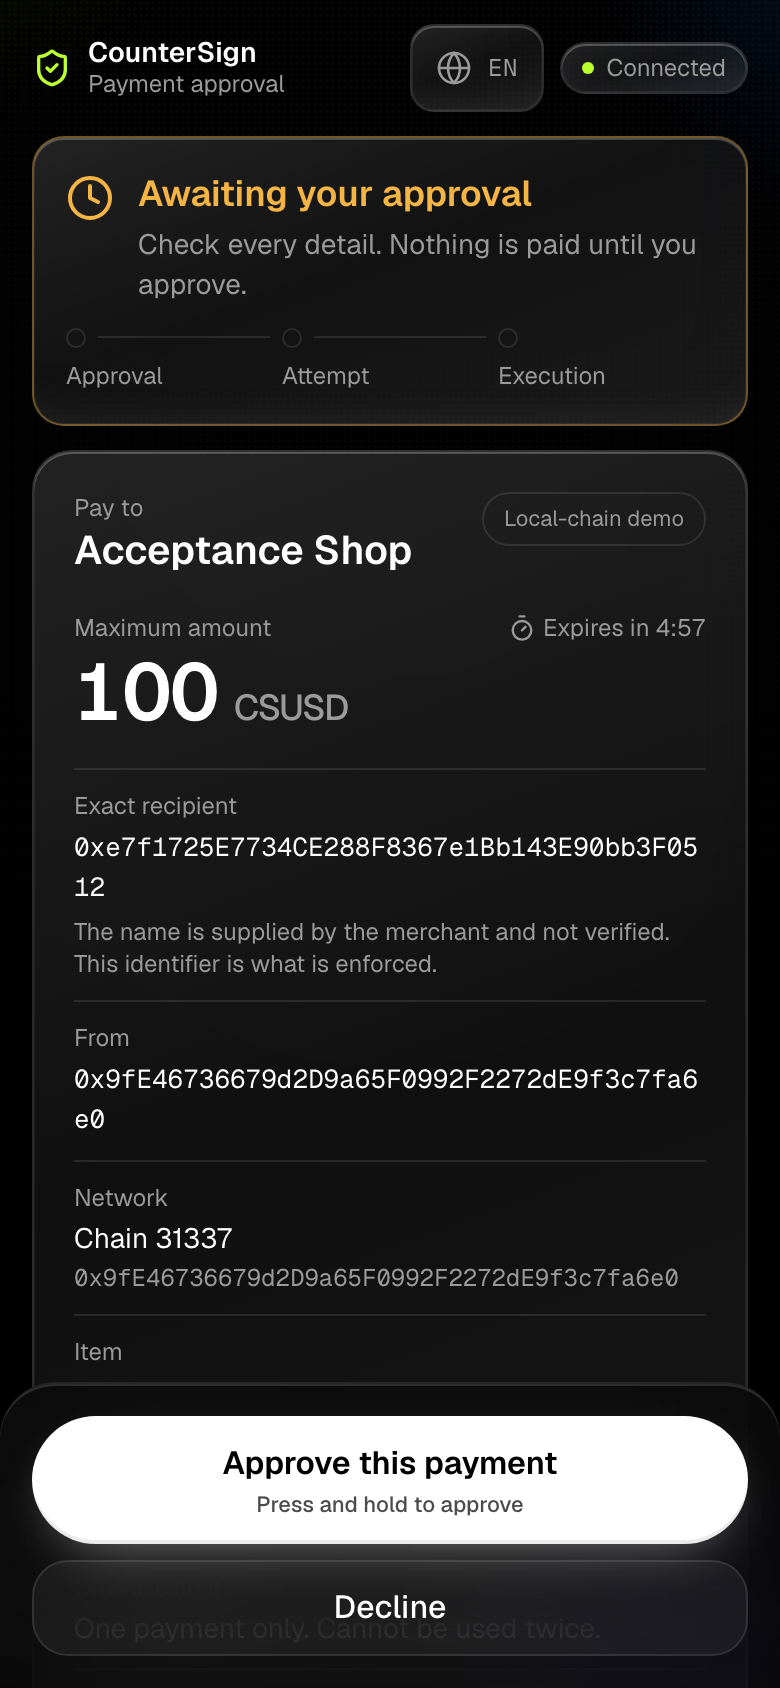 CounterSign
Payment approval
EN
Connected
Awaiting your approval
Check every detail. Nothing is paid until you
approve.
Approval
Attempt
Execution
Pay to
Acceptance Shop
Local-chain demo
Maximum amount
Expires in 4:57
100 CSUSD
Exact recipient
0xe7f1725E7734CE288F8367e1Bb143E90bb3F05
12
The name is supplied by the merchant and not verified.
This identifier is what is enforced.
From
0x9fE46736679d2D9a65F0992F2272dE9f3c7fa6
e0
Network
Chain 31337
0x9fE46736679d2D9a65F0992F2272dE9f3c7fa6e0
Item
Approve this payment
Press and hold to approve
Decline
One payment only. Cannot be used twice.